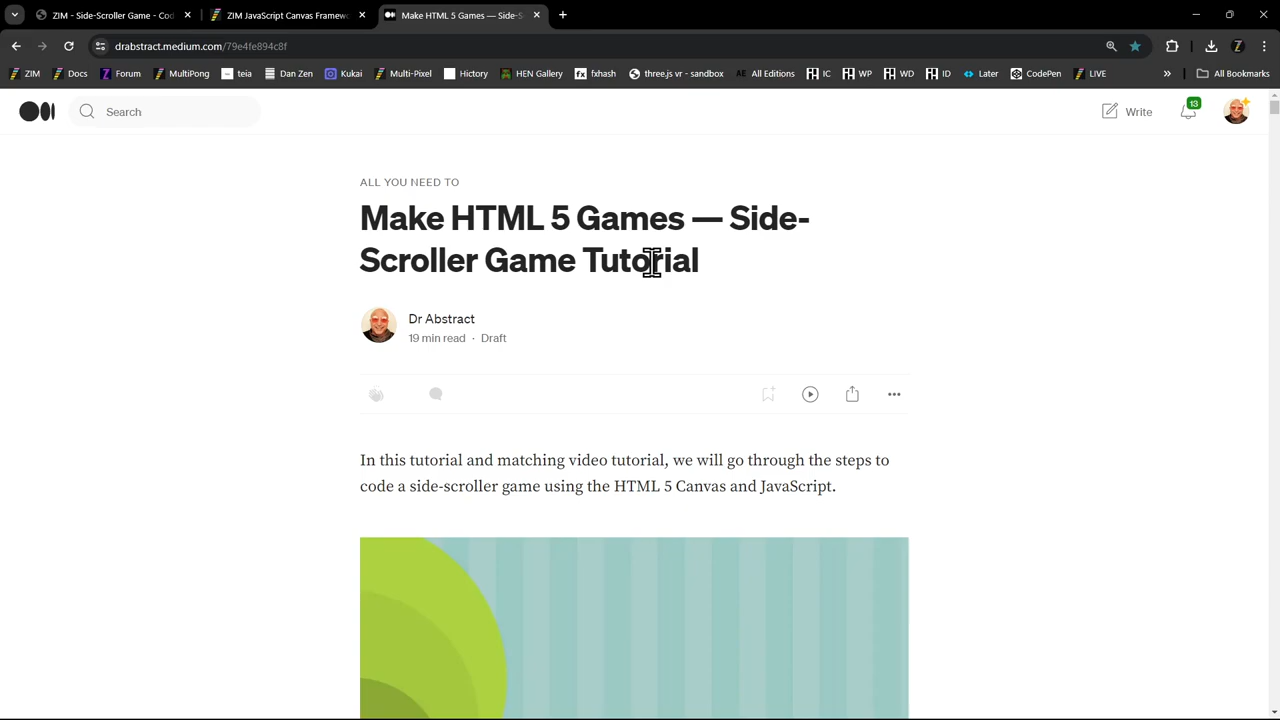 ZIM - Side-Scroller Game - Cod
ZIM JavaScript Canvas Framewo
Make HTML 5 Games — Side-S
drabstract.medium.com/79e4fe894c8f
ZIM
Docs
Forum
MultiPong
teia
Dan Zen
Kukai
Multi-Pixel
Hictory
HEN Gallery
fxhash
three.js vr - sandbox
AE All Editions
IC
WP
WD
ID
Later
CodePen
LIVE
»
All Bookmarks
Search
Write
13
ALL YOU NEED TO
Make HTML 5 Games — Side-
Scroller Game Tutorial
Dr Abstract
19 min read · Draft
In this tutorial and matching video tutorial, we will go through the steps to
code a side-scroller game using the HTML 5 Canvas and JavaScript.